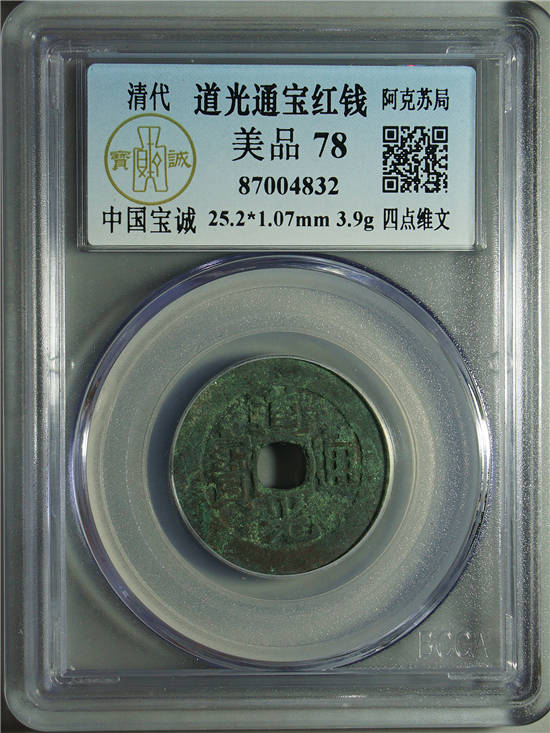 清代 道光通宝红钱 阿克苏局
美品 78
寶 誠
87004832
中国宝诚 25.2*1.07mm 3.9g 四点维文
道
寶 通
光
BCGA